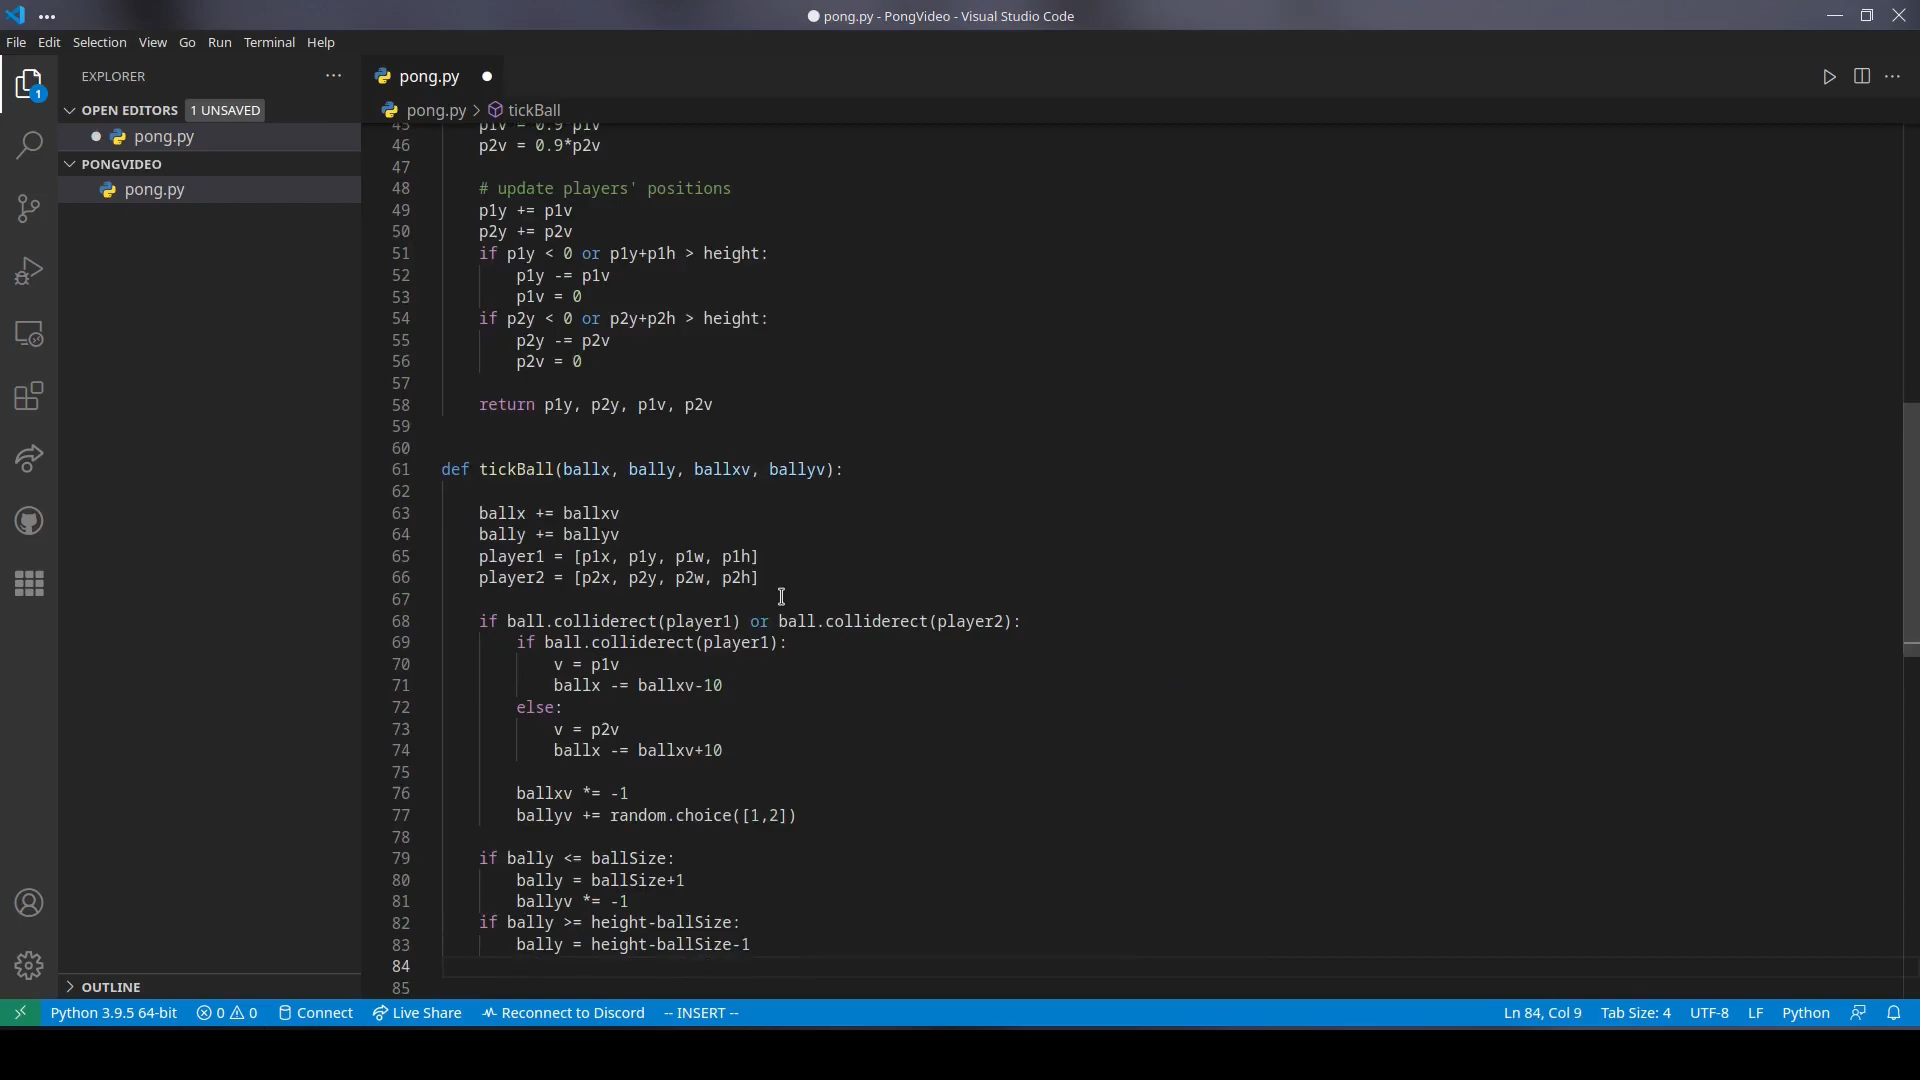 pong.py - PongVideo - Visual Studio Code
File Edit Selection View Go Run Terminal Help
EXPLORER
OPEN EDITORS 1 UNSAVED
pong.py
PONGVIDEO
pong.py
OUTLINE
1
pong.py
pong.py > tickBall
45 p1v = 0.9*p1v
46 p2v = 0.9*p2v
47
48 # update players' positions
49 p1y += p1v
50 p2y += p2v
51 if p1y < 0 or p1y+p1h > height:
52 p1y -= p1v
53 p1v = 0
54 if p2y < 0 or p2y+p2h > height:
55 p2y -= p2v
56 p2v = 0
57
58 return p1y, p2y, p1v, p2v
59
60
61 def tickBall(ballx, bally, ballxv, ballyv):
62
63 ballx += ballxv
64 bally += ballyv
65 player1 = [p1x, p1y, p1w, p1h]
66 player2 = [p2x, p2y, p2w, p2h]
67
68 if ball.colliderect(player1) or ball.colliderect(player2):
69 if ball.colliderect(player1):
70 v = p1v
71 ballx -= ballxv-10
72 else:
73 v = p2v
74 ballx -= ballxv+10
75
76 ballxv *= -1
77 ballyv += random.choice([1,2])
78
79 if bally <= ballSize:
80 bally = ballSize+1
81 ballyv *= -1
82 if bally >= height-ballSize:
83 bally = height-ballSize-1
84
85
Python 3.9.5 64-bit 0 0 Connect Live Share Reconnect to Discord -- INSERT -- Ln 84, Col 9 Tab Size: 4 UTF-8 LF Python